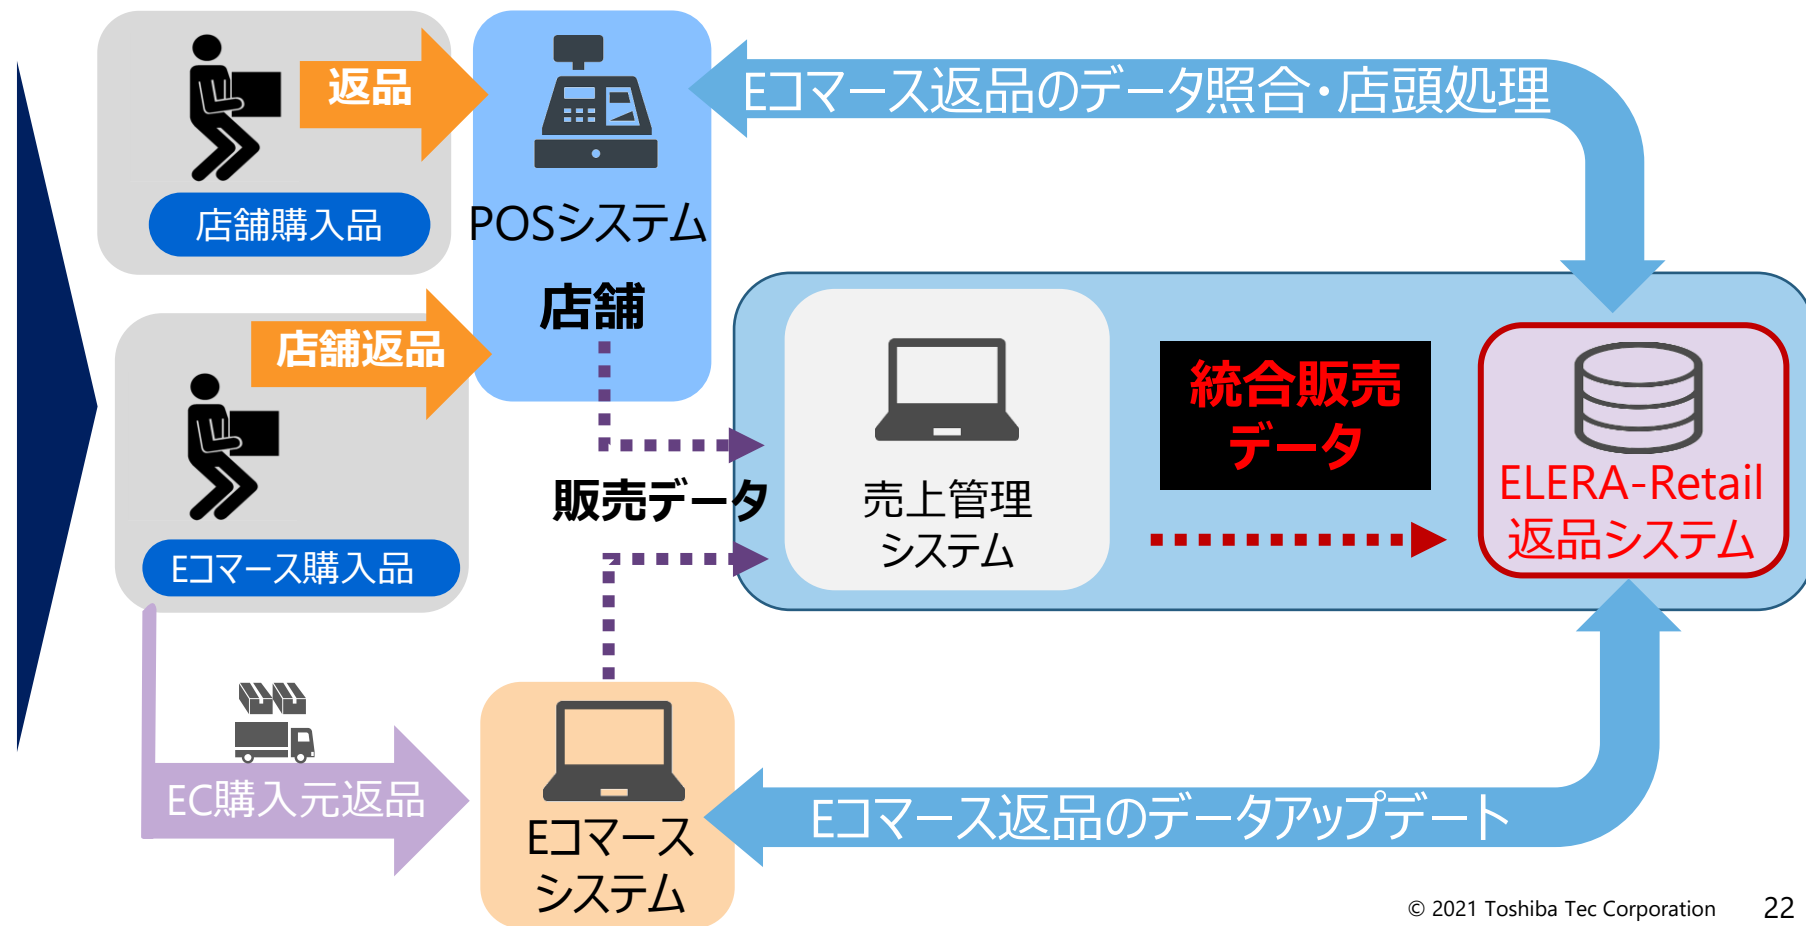 返品
店舗購入品
POSシステム
店舗
Eコマース返品のデータ照合・店頭処理
店舗返品
Eコマース購入品
販売データ
売上管理
システム
統合販売
データ
ELERA-Retail
返品システム
EC購入元返品
Eコマース
システム
Eコマース返品のデータアップデート
© 2021 Toshiba Tec Corporation
22